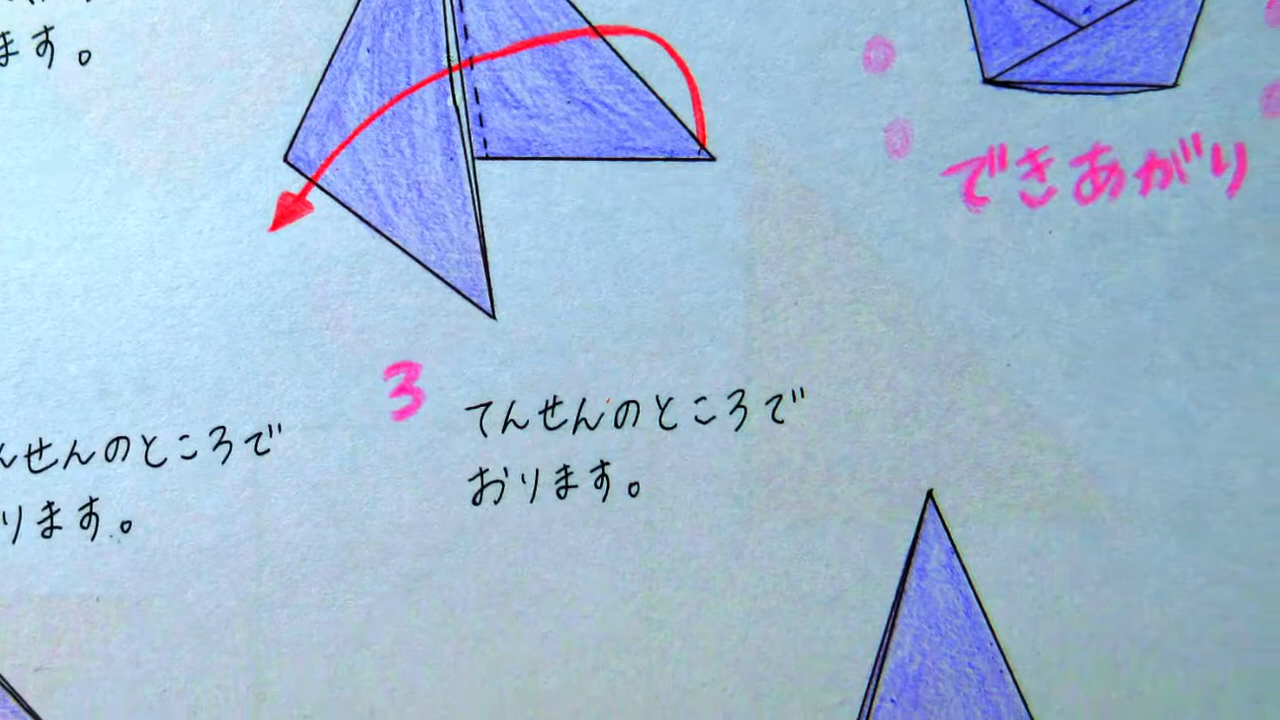 ます。
できあがり
3
てんせんのところで
おります。
んせんのところで
ります。